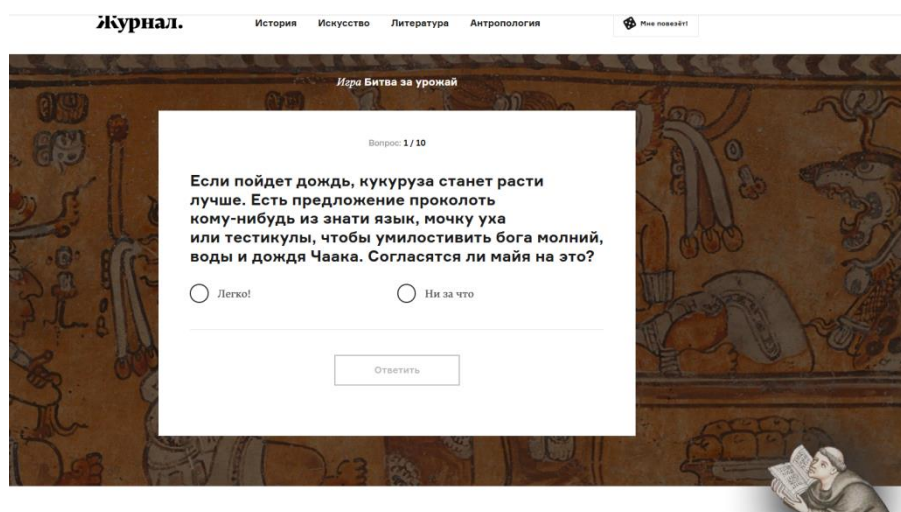 Журнал.
История Искусство Литература Антропология
Мне повезёт!
Игра Битва за урожай
Вопрос: 1 / 10
Если пойдет дождь, кукуруза станет расти
лучше. Есть предложение проколоть
кому-нибудь из знати язык, мочку уха
или тестикулы, чтобы умилостивить бога молний,
воды и дождя Чаака. Согласятся ли майя на это?
Легко! Ни за что
Ответить